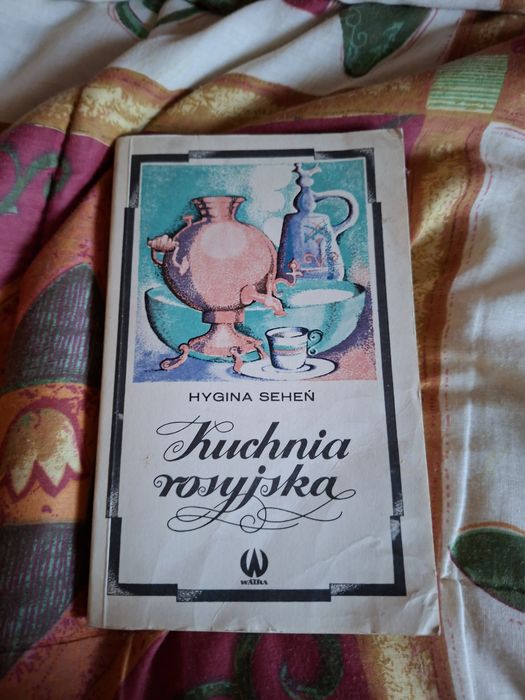 HYGINA SEHEŃ
Kuchnia
rosyjska
WATRA